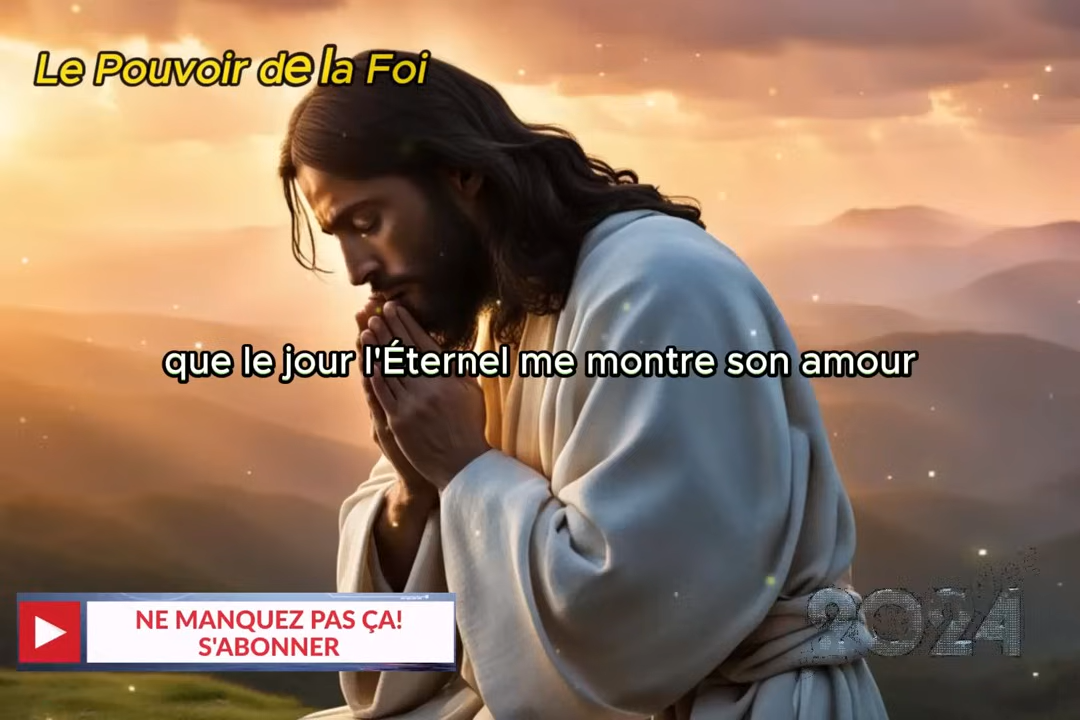 Le Pouvoir de la Foi
que le jour l'Éternel me montre son amour
NE MANQUEZ PAS ÇA!
S'ABONNER
2024